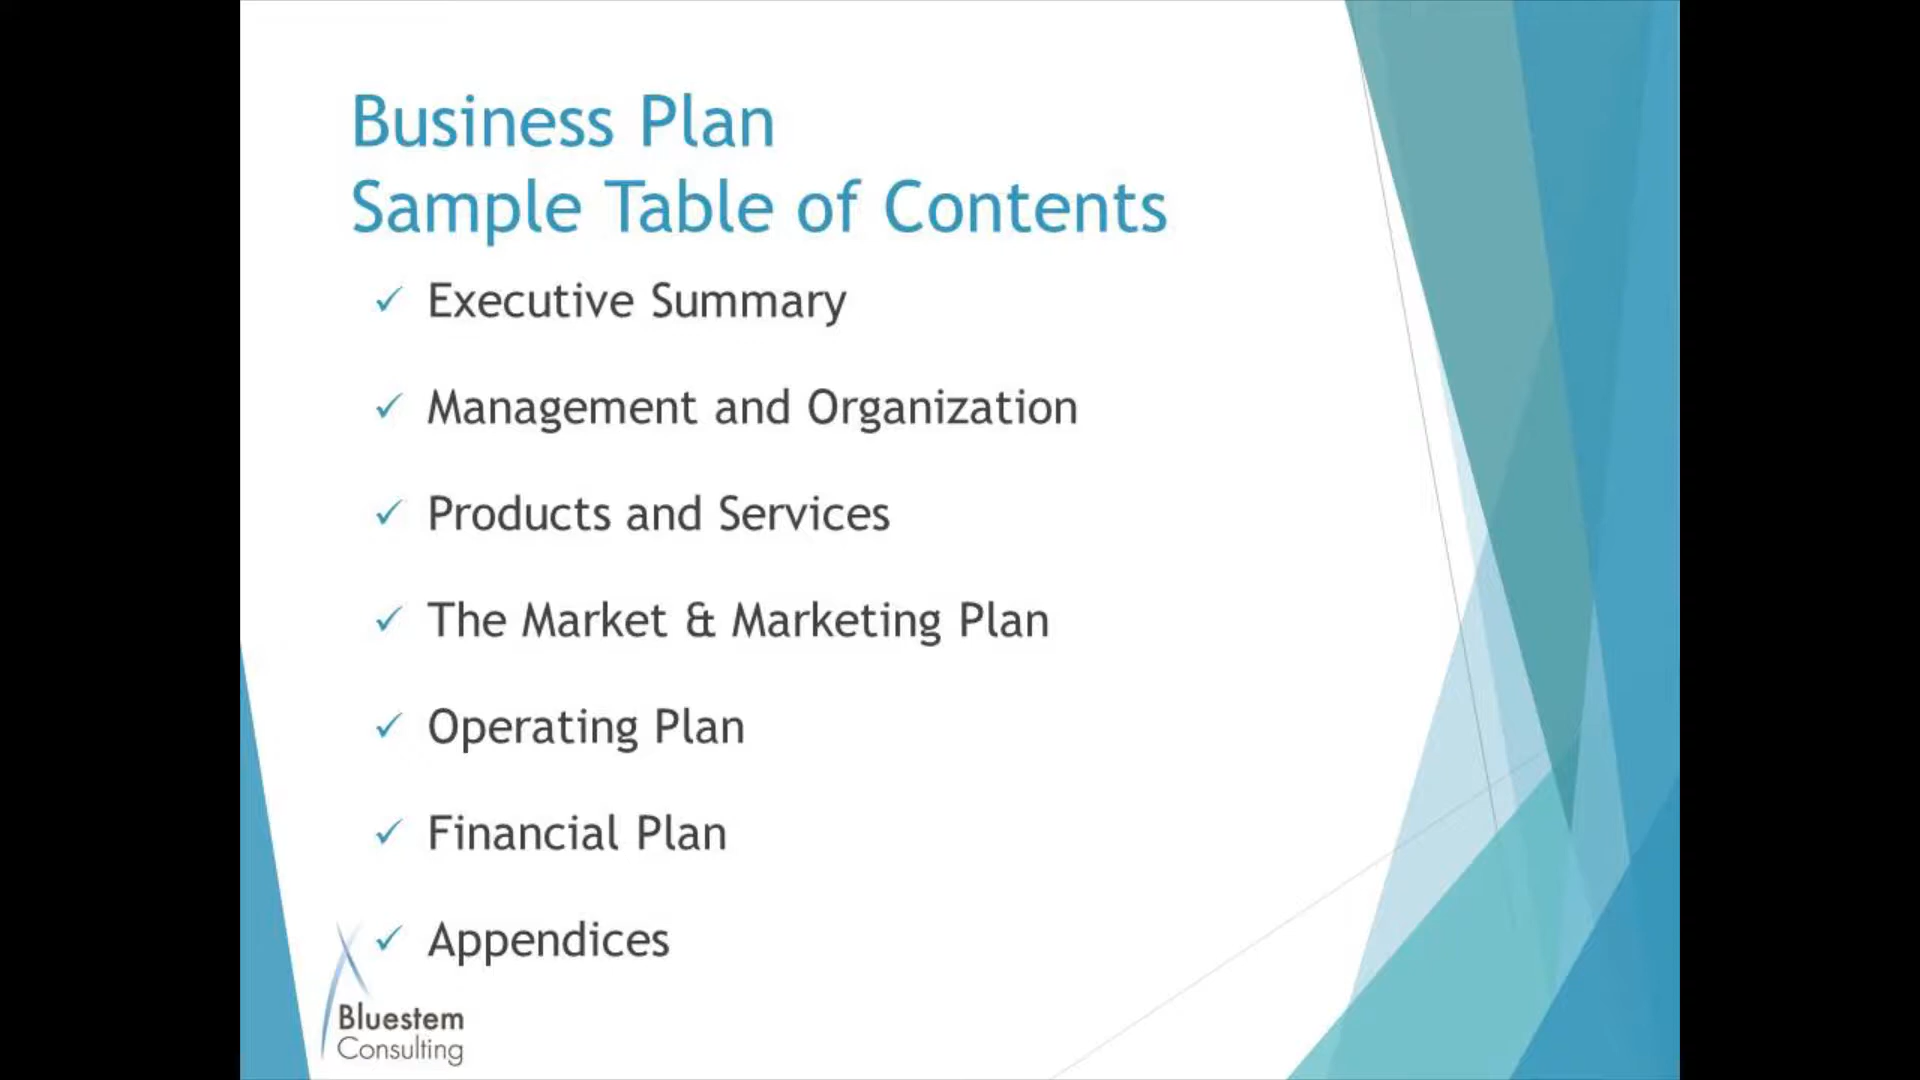 Business Plan
Sample Table of Contents
✓ Executive Summary
✓ Management and Organization
✓ Products and Services
✓ The Market & Marketing Plan
✓ Operating Plan
✓ Financial Plan
✓ Appendices
Bluestem
Consulting